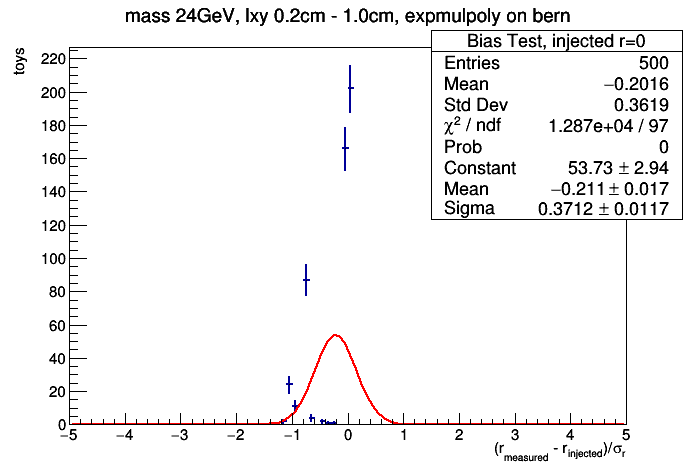 mass 24GeV, lxy 0.2cm - 1.0cm, expmulpoly on bern
Bias Test, injected r=0
Entries 500
Mean −0.2016
Std Dev 0.3619
χ² / ndf 1.287e+04 / 97
Prob 0
Constant 53.73 ± 2.94
Mean −0.211 ± 0.017
Sigma 0.3712 ± 0.0117
toys
220
200
180
160
140
120
100
80
60
40
20
0
−5 −4 −3 −2 −1 0 1 2 3 4 5
(r_measured - r_injected)/σ_r